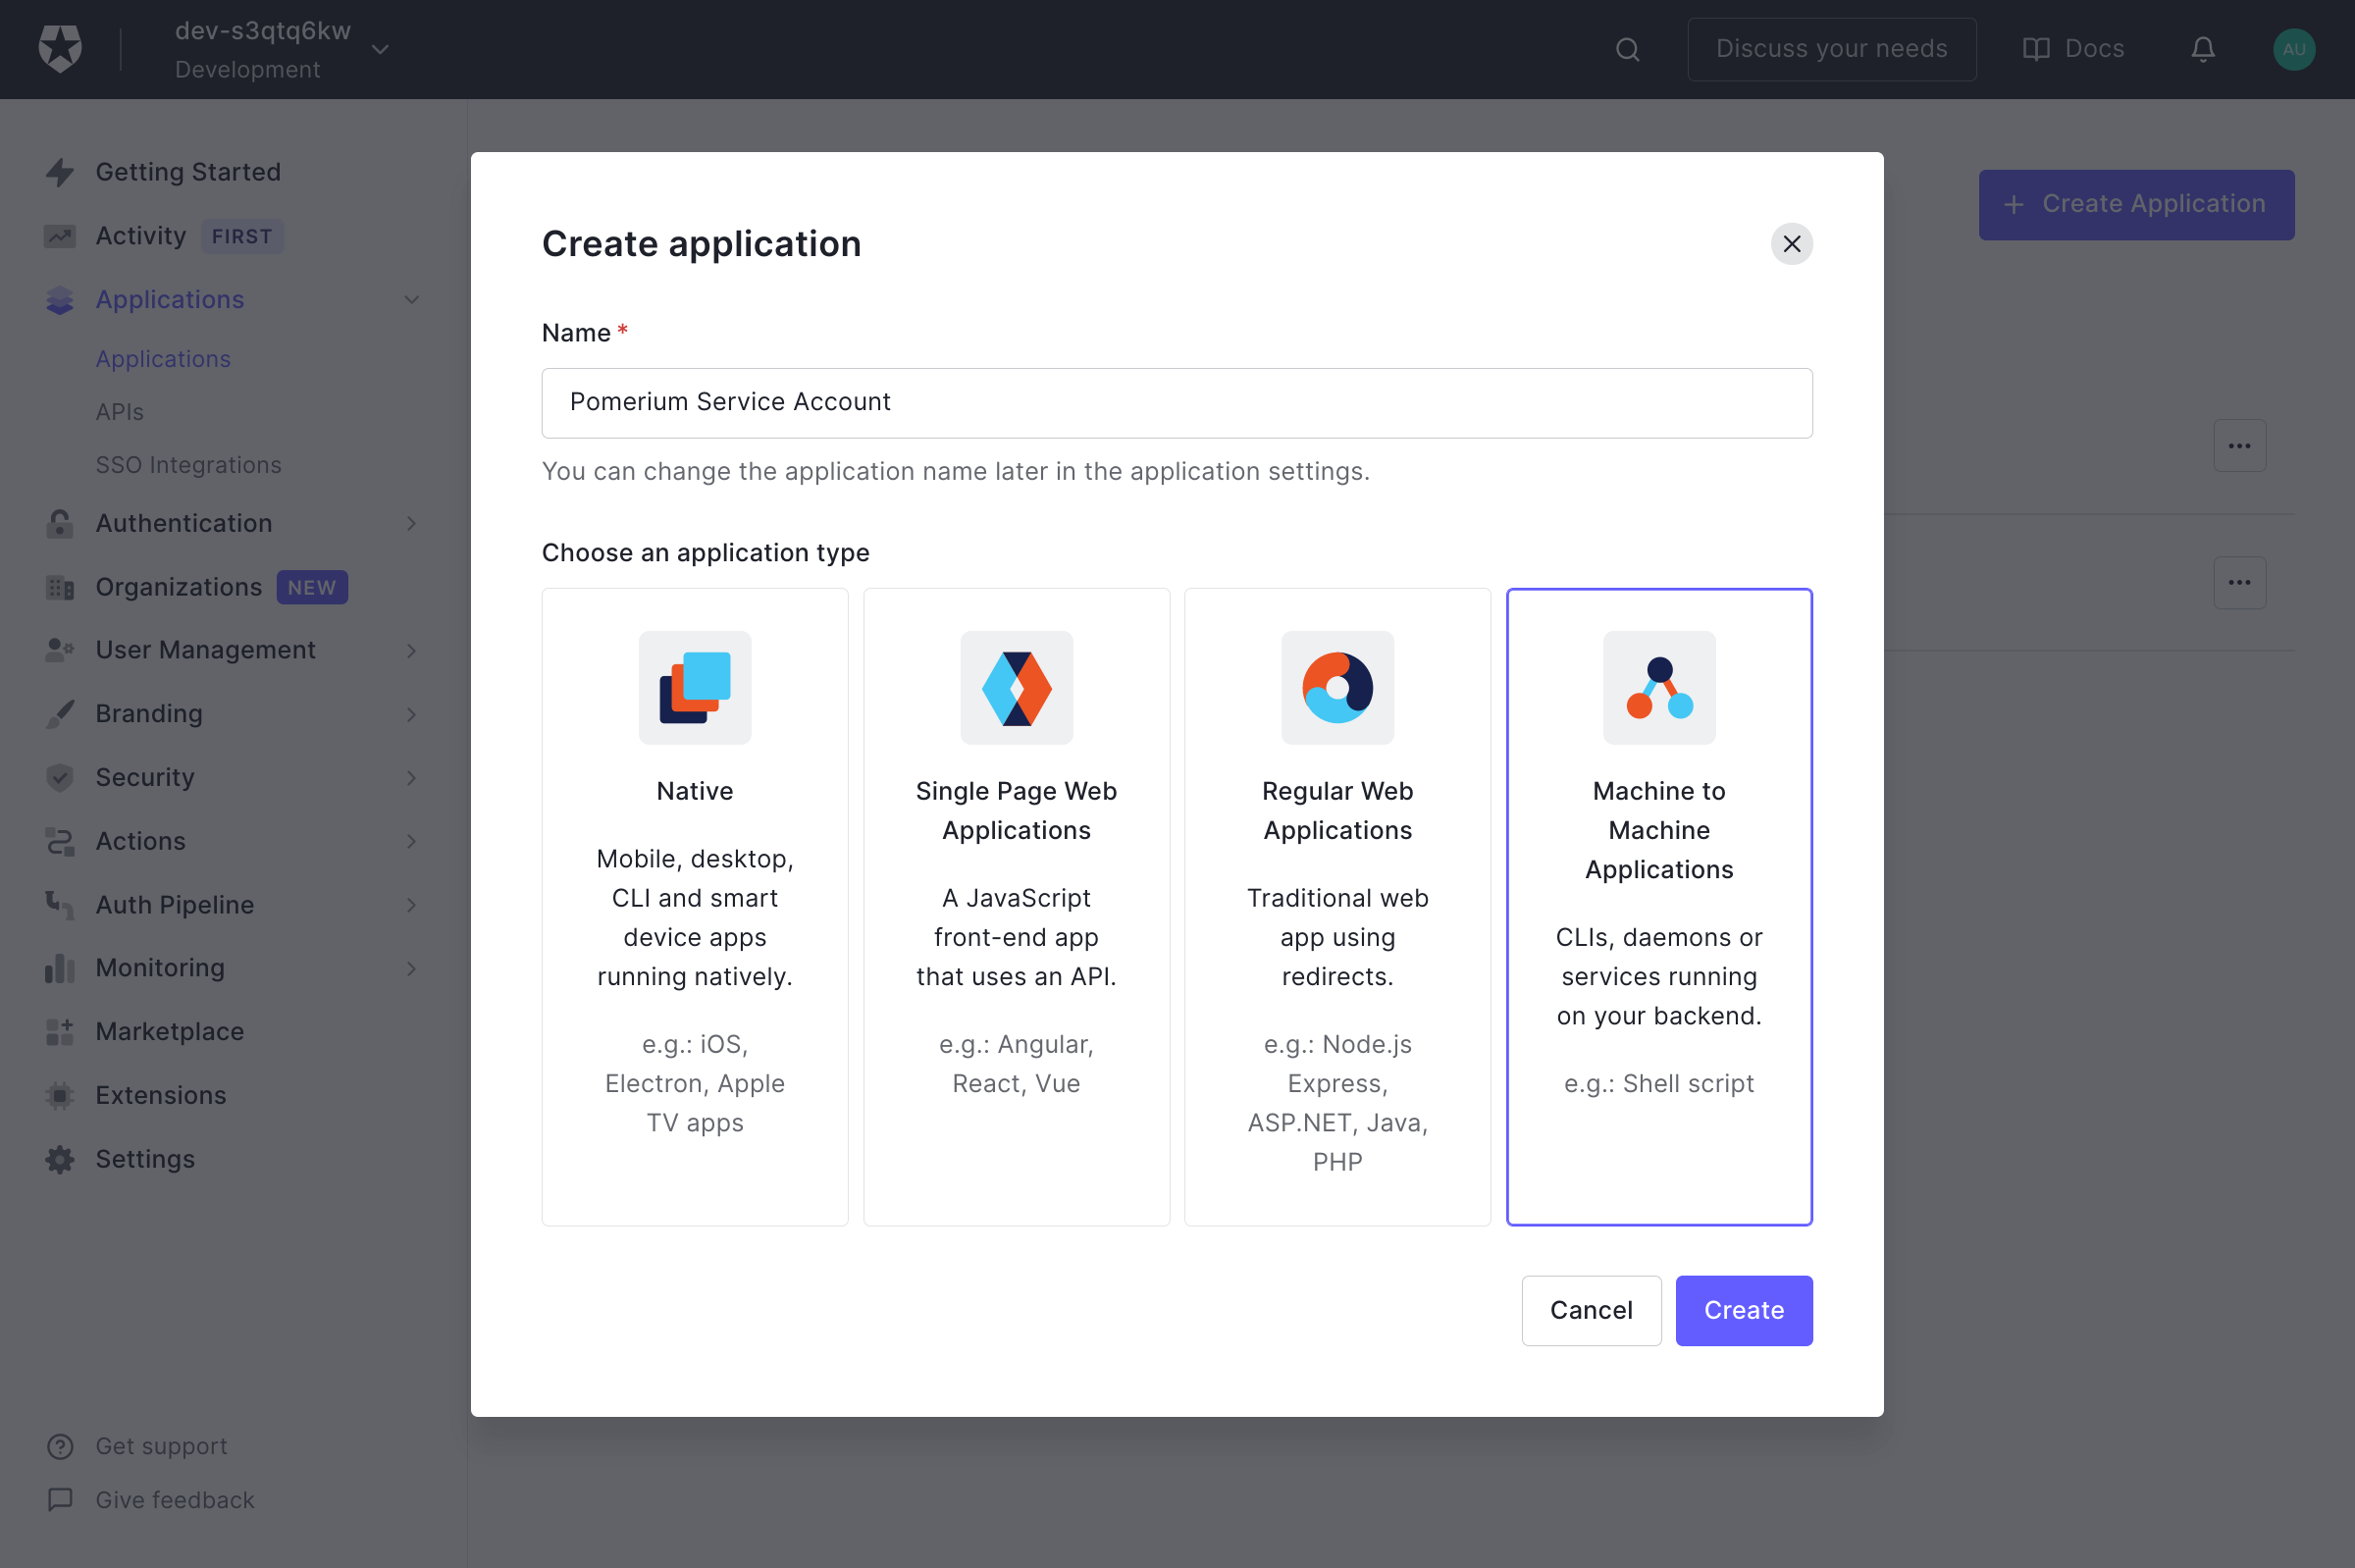 dev-s3qtq6kw
Development
Discuss your needs
Docs
AU
Getting Started
Activity FIRST
Applications
Applications
APIs
SSO Integrations
Authentication
Organizations NEW
User Management
Branding
Security
Actions
Auth Pipeline
Monitoring
Marketplace
Extensions
Settings
Get support
Give feedback
+ Create Application
Create application
Name *
Pomerium Service Account
You can change the application name later in the application settings.
Choose an application type
Native
Mobile, desktop,
CLI and smart
device apps
running natively.
e.g.: iOS,
Electron, Apple
TV apps
Single Page Web
Applications
A JavaScript
front-end app
that uses an API.
e.g.: Angular,
React, Vue
Regular Web
Applications
Traditional web
app using
redirects.
e.g.: Node.js
Express,
ASP.NET, Java,
PHP
Machine to
Machine
Applications
CLIs, daemons or
services running
on your backend.
e.g.: Shell script
Cancel
Create